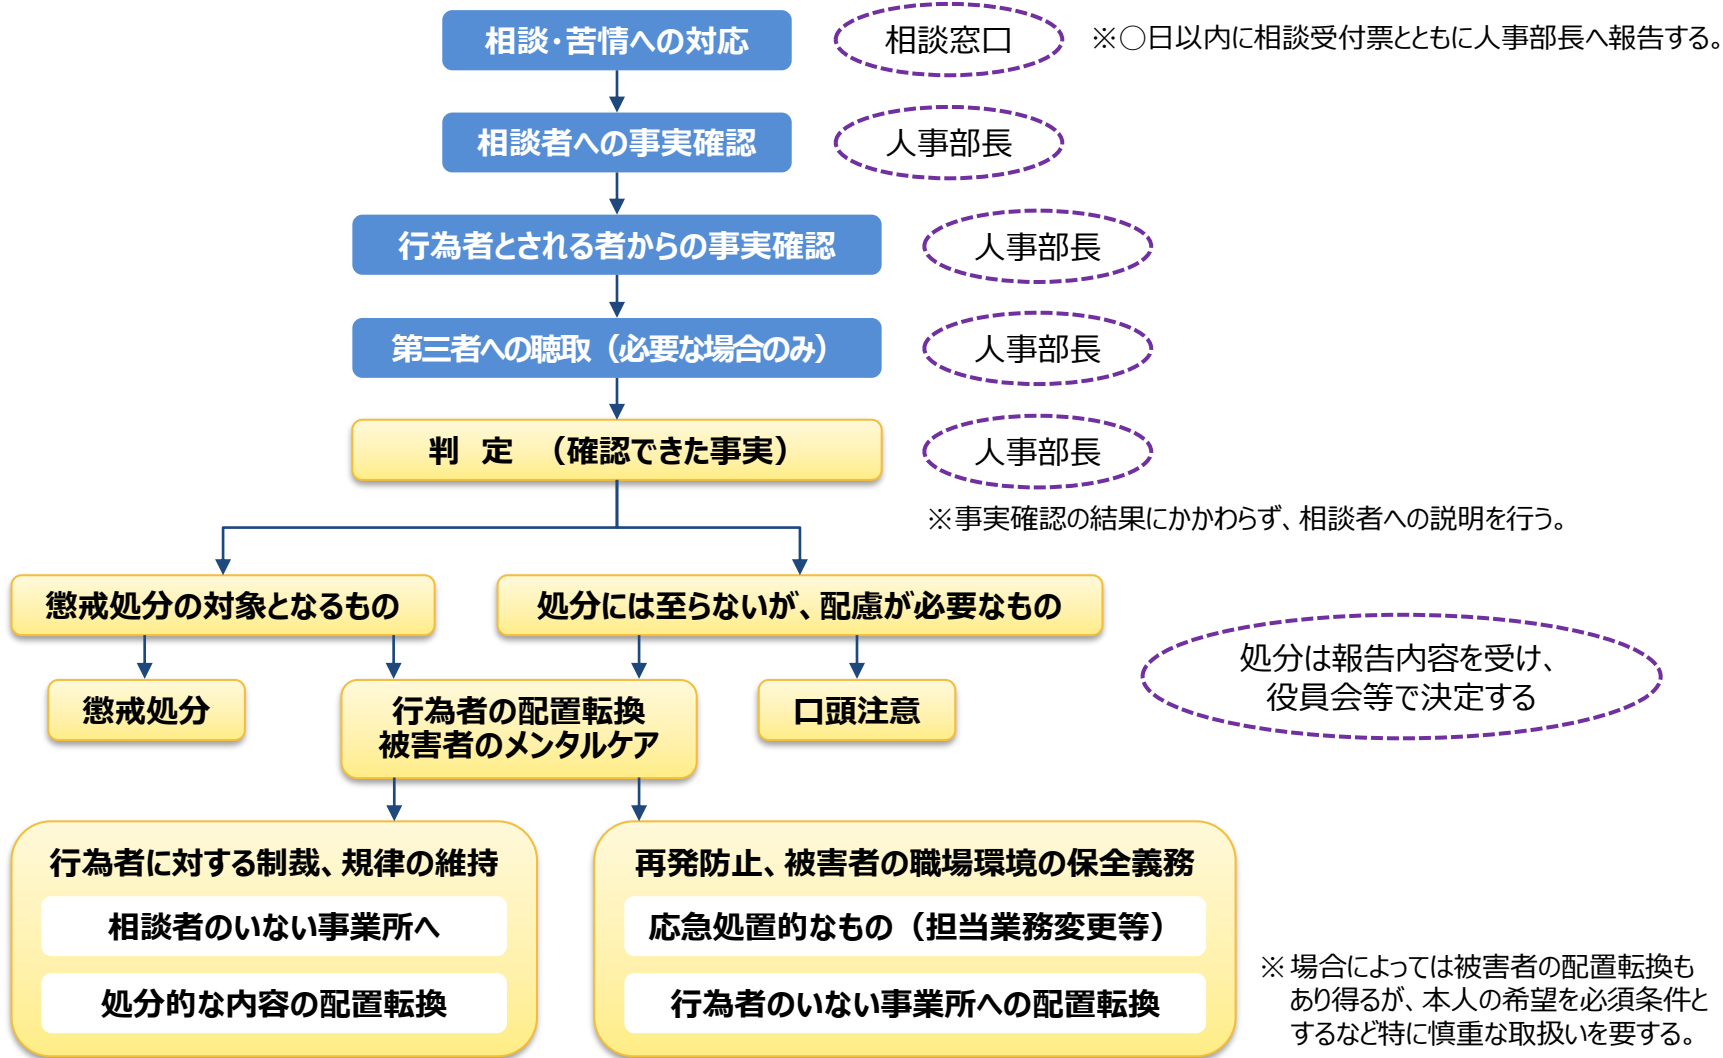 相談・苦情への対応
相談窓口
※○日以内に相談受付票とともに人事部長へ報告する。
相談者への事実確認
人事部長
行為者とされる者からの事実確認
人事部長
第三者への聴取（必要な場合のみ）
人事部長
判　定　（確認できた事実）
人事部長
※事実確認の結果にかかわらず、相談者への説明を行う。
懲戒処分の対象となるもの
処分には至らないが、配慮が必要なもの
処分は報告内容を受け、
役員会等で決定する
懲戒処分
行為者の配置転換
被害者のメンタルケア
口頭注意
行為者に対する制裁、規律の維持
相談者のいない事業所へ
処分的な内容の配置転換
再発防止、被害者の職場環境の保全義務
応急処置的なもの（担当業務変更等）
行為者のいない事業所への配置転換
※ 場合によっては被害者の配置転換も
あり得るが、本人の希望を必須条件と
するなど特に慎重な取扱いを要する。